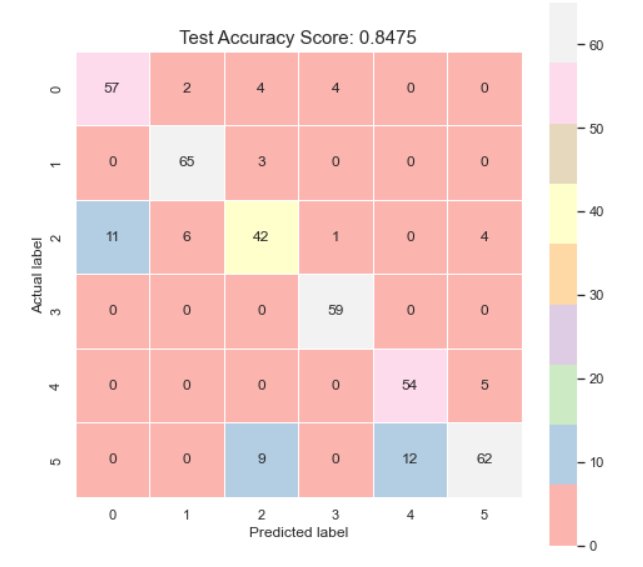 Test Accuracy Score: 0.8475
0 57 2 4 4 0 0
1 0 65 3 0 0 0
2 11 6 42 1 0 4
3 0 0 0 59 0 0
4 0 0 0 0 54 5
5 0 0 9 0 12 62
0 1 2 3 4 5
Predicted label
Actual label
60
50
40
30
20
10
0